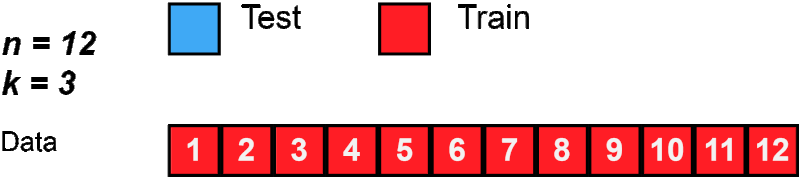 Test Train
n = 12
k = 3
Data 1 2 3 4 5 6 7 8 9 10 11 12